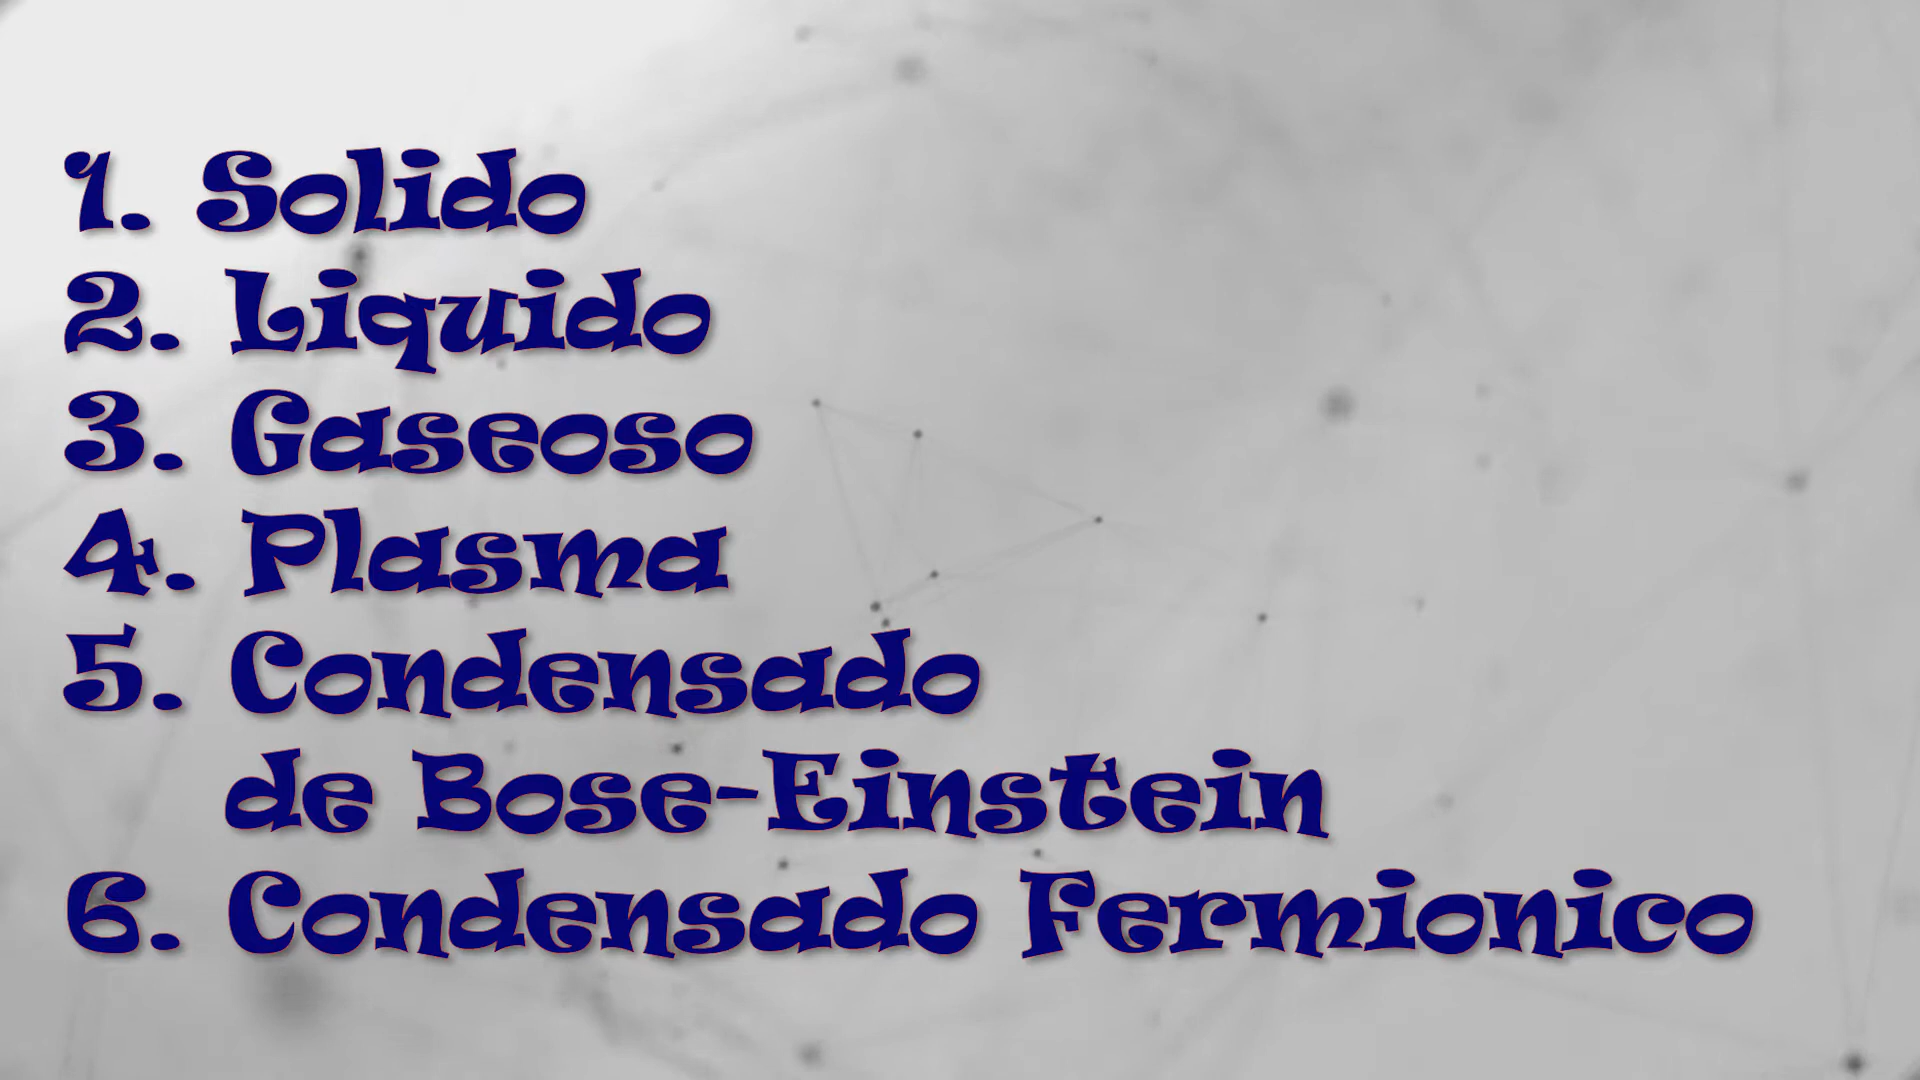 1. Solido
2. Liquido
3. Gaseoso
4. Plasma
5. Condensado
de Bose-Einstein
6. Condensado Fermionico